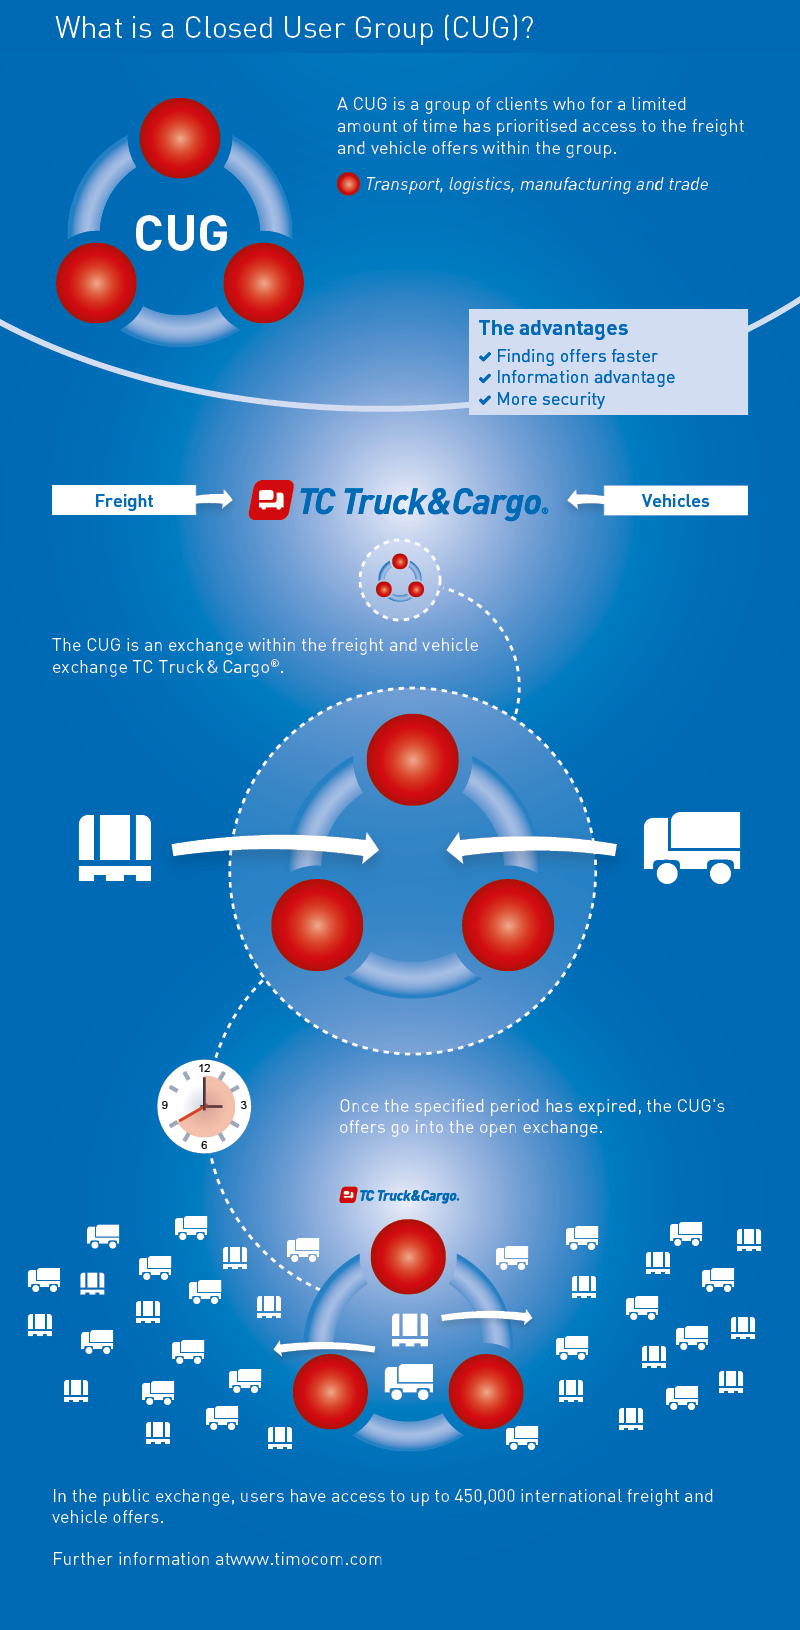 What is a Closed User Group (CUG)?
A CUG is a group of clients who for a limited
amount of time has prioritised access to the freight
and vehicle offers within the group.
Transport, logistics, manufacturing and trade
CUG
The advantages
Finding offers faster
Information advantage
More security
Freight
TC Truck&Cargo®
Vehicles
The CUG is an exchange within the freight and vehicle
exchange TC Truck & Cargo®.
12
9
3
6
Once the specified period has expired, the CUG's
offers go into the open exchange.
TC Truck&Cargo.
In the public exchange, users have access to up to 450,000 international freight and
vehicle offers.
Further information atwww.timocom.com